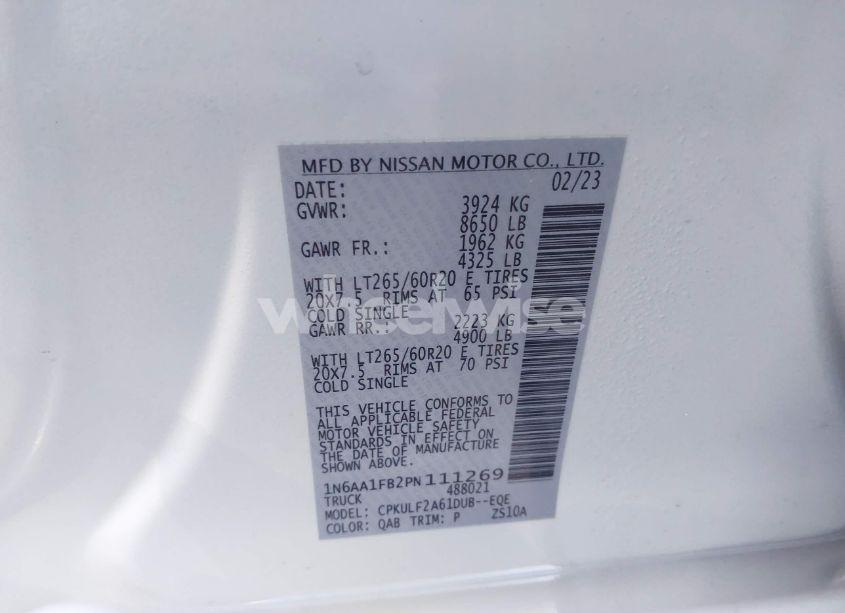 MFD BY NISSAN MOTOR CO., LTD.
DATE: 02/23
GVWR: 3924 KG
8650 LB
GAWR FR.: 1962 KG
4325 LB
WITH LT265/60R20 E TIRES
20X7.5 RIMS AT 65 PSI
COLD SINGLE
GAWR RR.: 2223 KG
4900 LB
WITH LT265/60R20 E TIRES
20X7.5 RIMS AT 70 PSI
COLD SINGLE
THIS VEHICLE CONFORMS TO
ALL APPLICABLE FEDERAL
MOTOR VEHICLE SAFETY
STANDARDS IN EFFECT ON
THE DATE OF MANUFACTURE
SHOWN ABOVE.
1N6AA1FB2PN111269
TRUCK 488021
MODEL: CPKULF2A61DUB--EQE
COLOR: QAB TRIM: P ZS10A